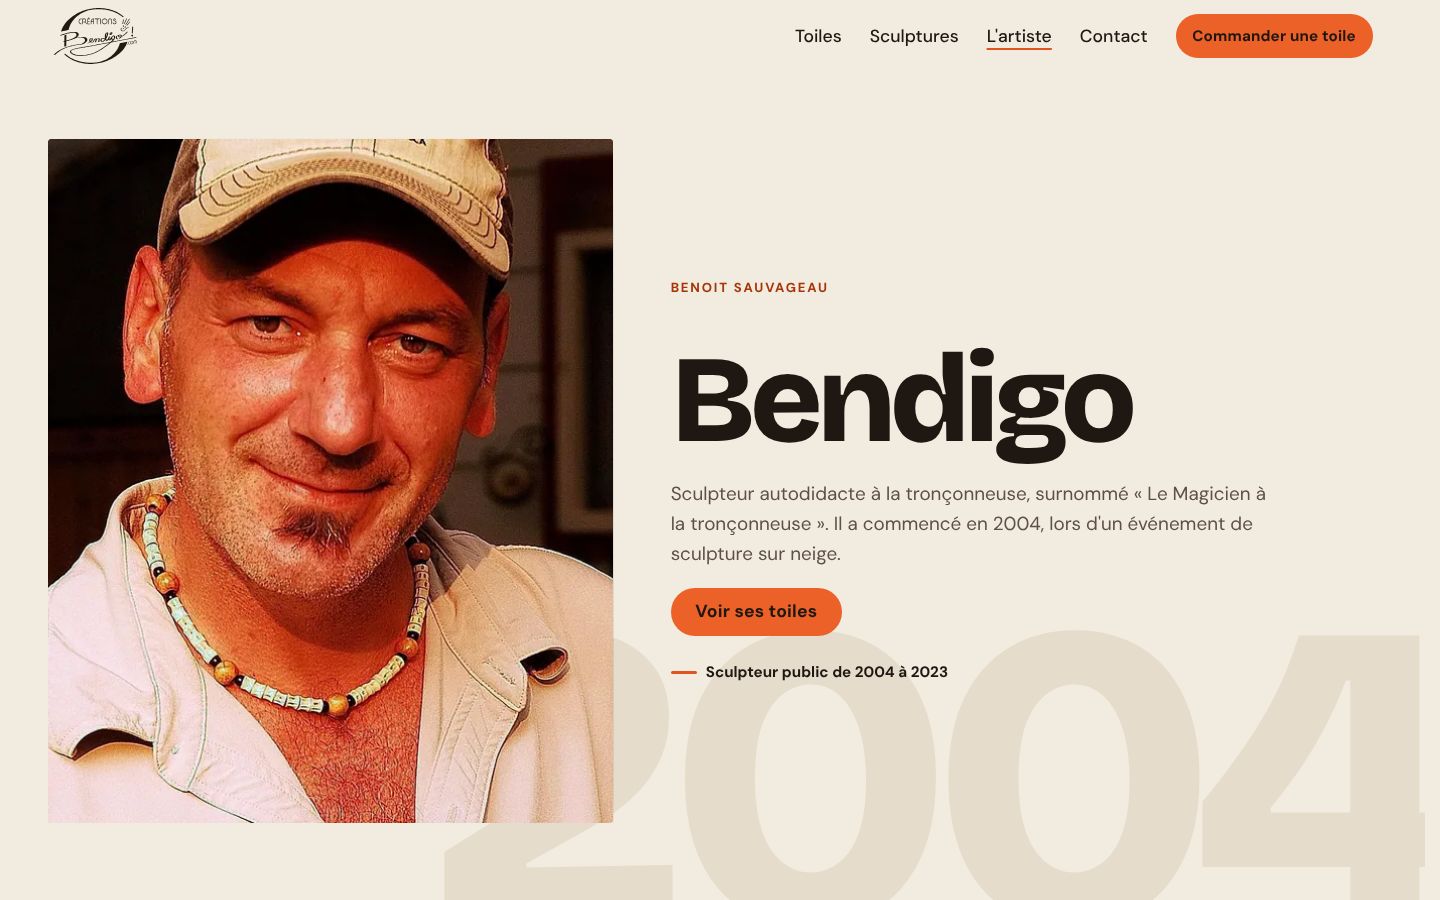 CRÉATIONS
Bendigo!
.com
Toiles
Sculptures
L'artiste
Contact
Commander une toile
BENOIT SAUVAGEAU
Bendigo
Sculpteur autodidacte à la tronçonneuse, surnommé « Le Magicien à
la tronçonneuse ». Il a commencé en 2004, lors d'un événement de
sculpture sur neige.
Voir ses toiles
Sculpteur public de 2004 à 2023
2004